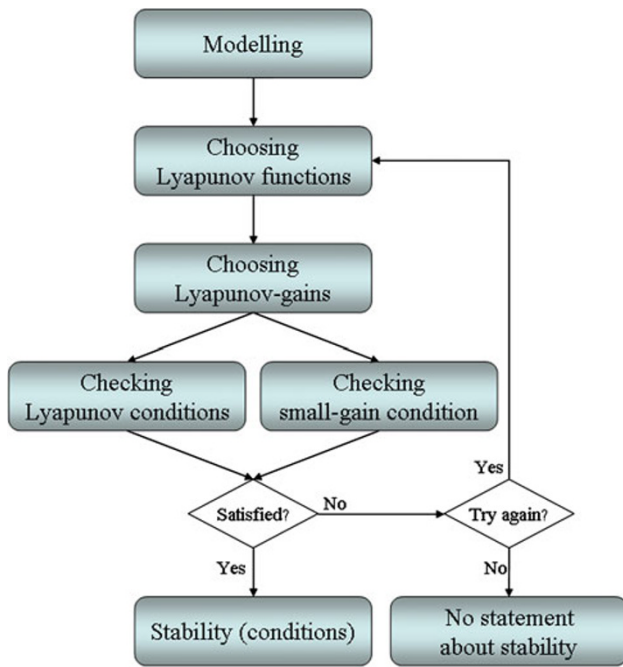 Modelling
Choosing
Lyapunov functions
Choosing
Lyapunov-gains
Checking
Lyapunov conditions
Checking
small-gain condition
Yes
Satisfied?
No
Try again?
Yes
No
Stability (conditions)
No statement
about stability